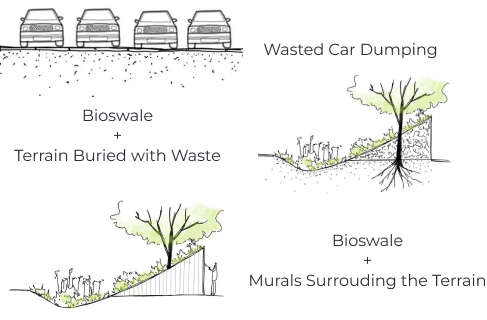 Wasted Car Dumping
Bioswale
+
Terrain Buried with Waste
Bioswale
+
Murals Surrouding the Terrain